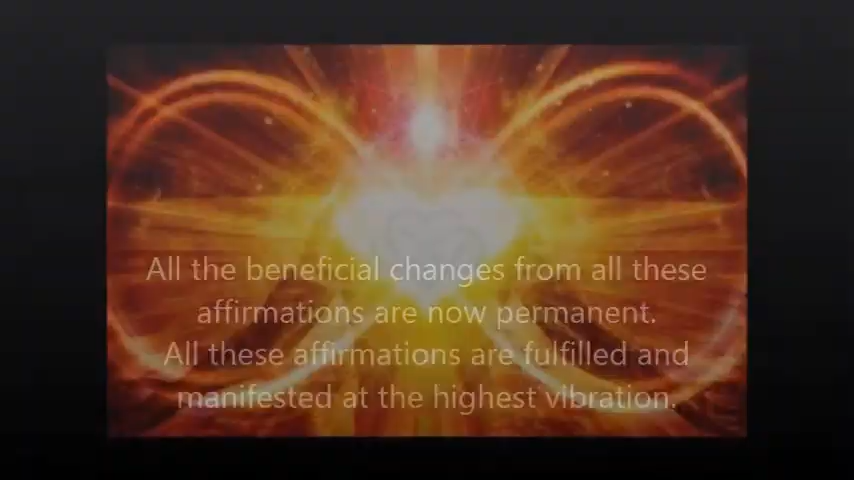 All the beneficial changes from all these
affirmations are now permanent.
All these affirmations are fulfilled and
manifested at the highest vibration.